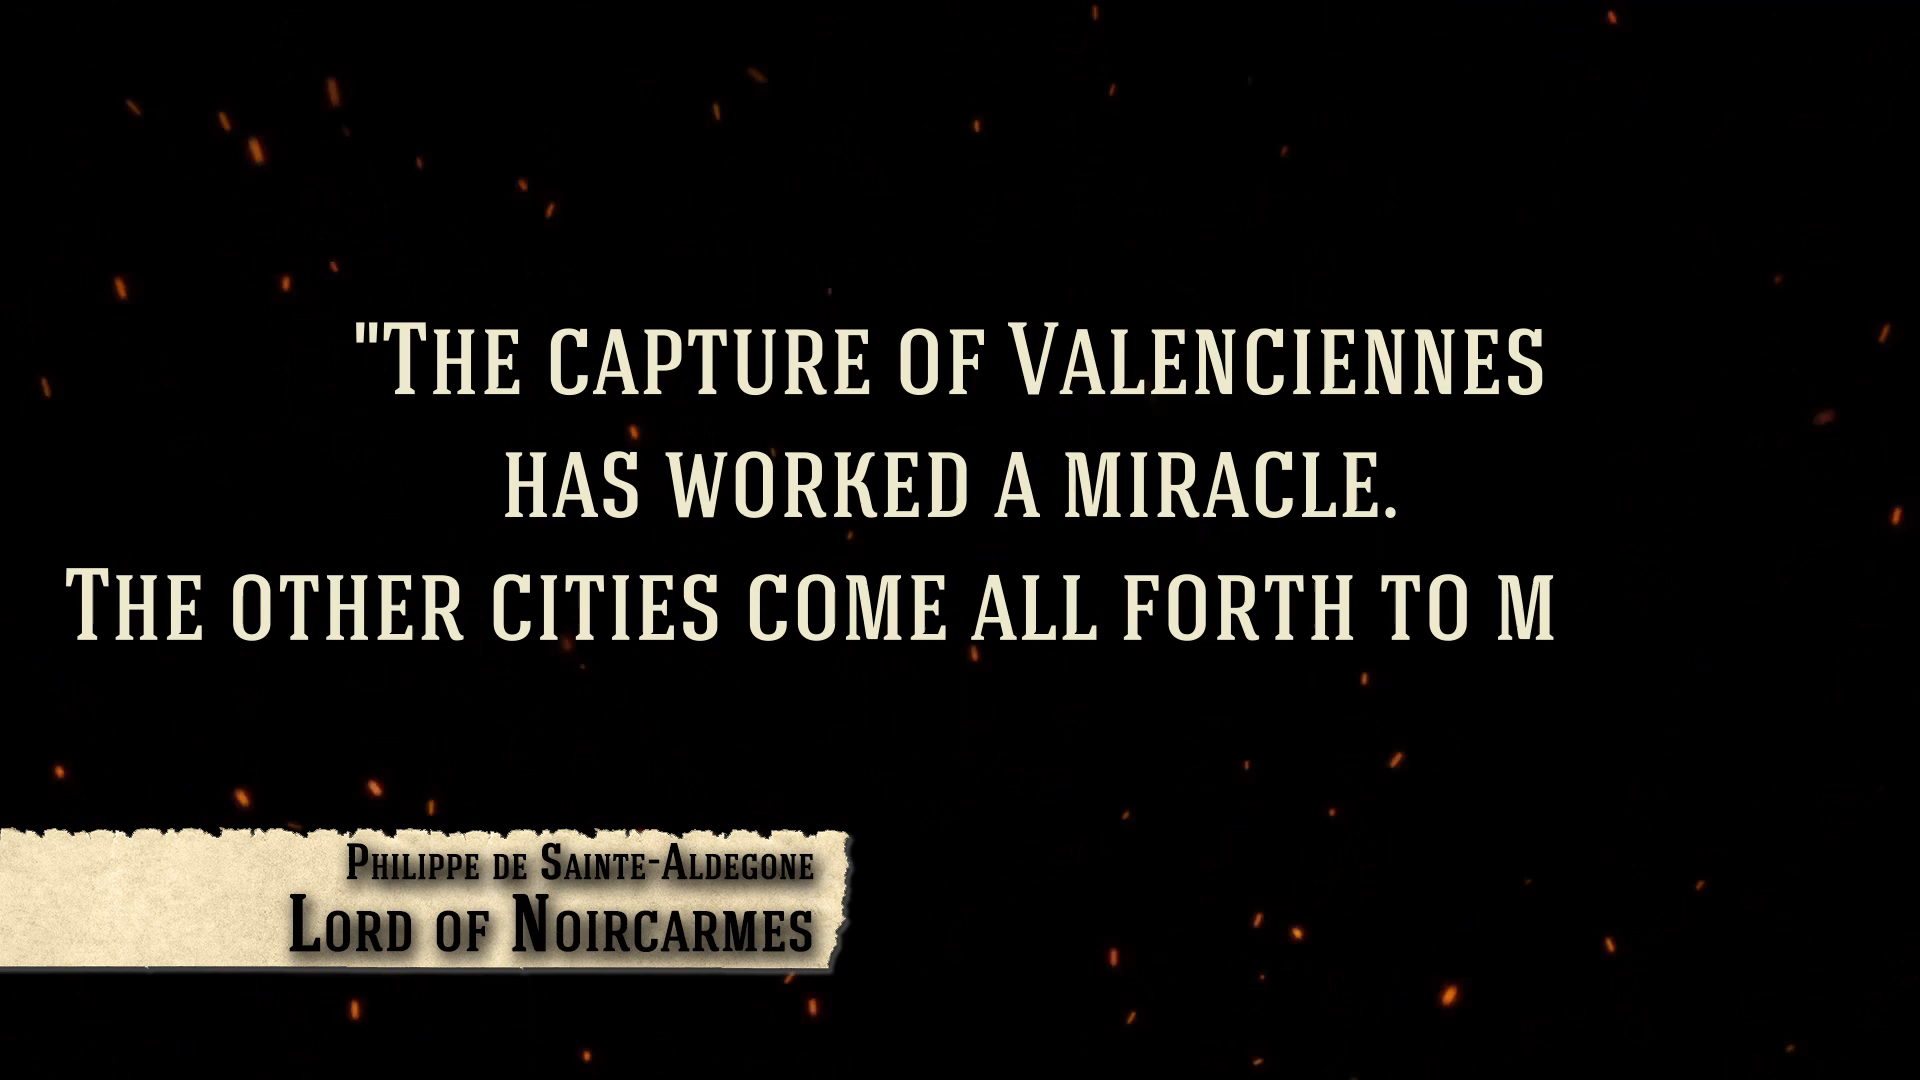 "The capture of Valenciennes
has worked a miracle.
The other cities come all forth to m
Philippe de Sainte-Aldegone
Lord of Noircarmes